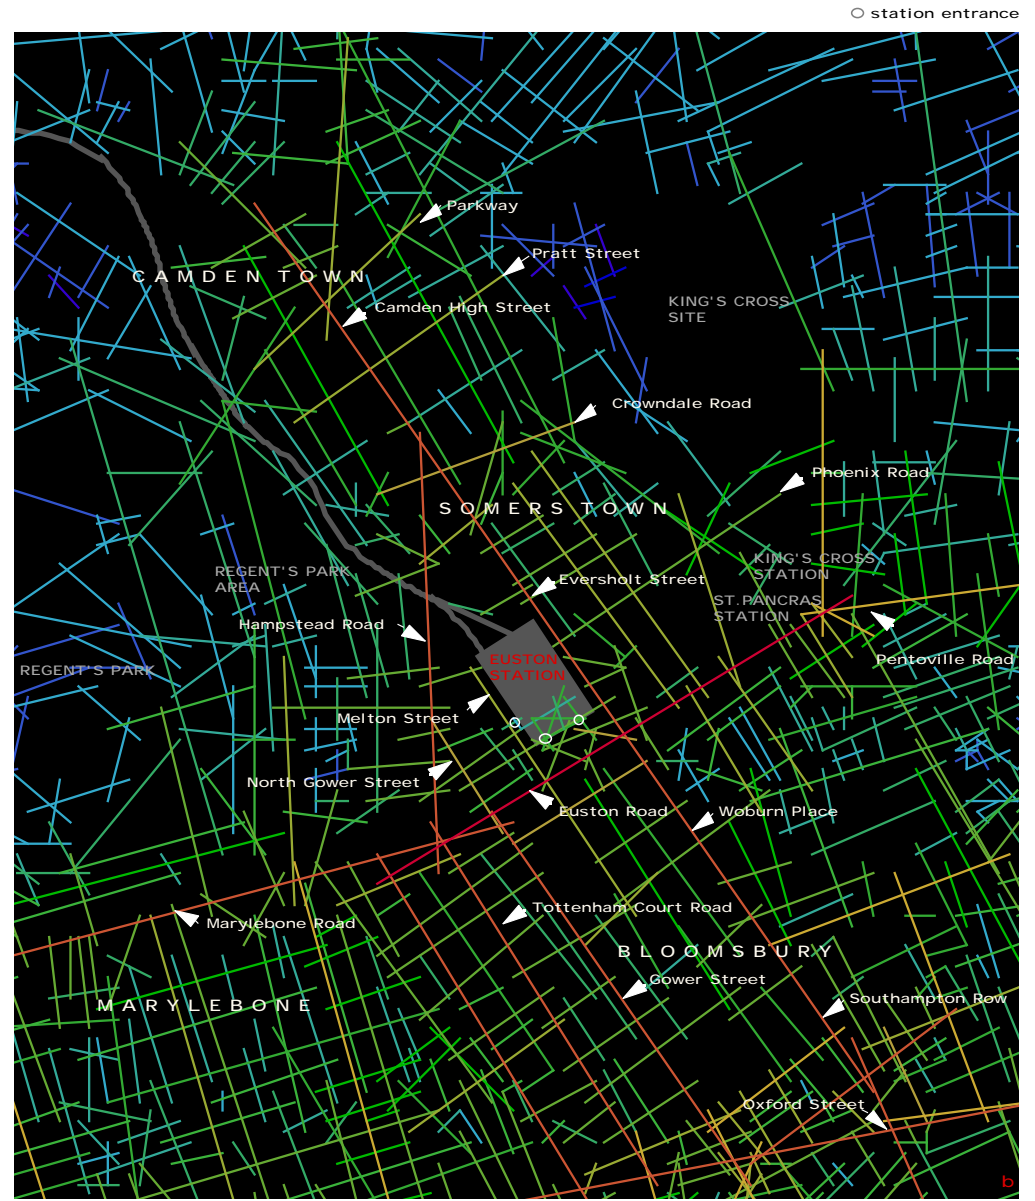 station entrance
Parkway
Pratt Street
CAMDEN TOWN
KING'S CROSS
SITE
Camden High Street
Crowndale Road
Phoenix Road
SOMERS TOWN
KING'S CROSS
STATION
REGENT'S PARK
AREA
Eversholt Street
ST.PANCRAS
STATION
Hampstead Road
EUSTON
STATION
Pentoville Road
REGENT'S PARK
Melton Street
North Gower Street
Euston Road
Woburn Place
Tottenham Court Road
Marylebone Road
BLOOMSBURY
Gower Street
MARYLEBONE
Southampton Row
Oxford Street
b